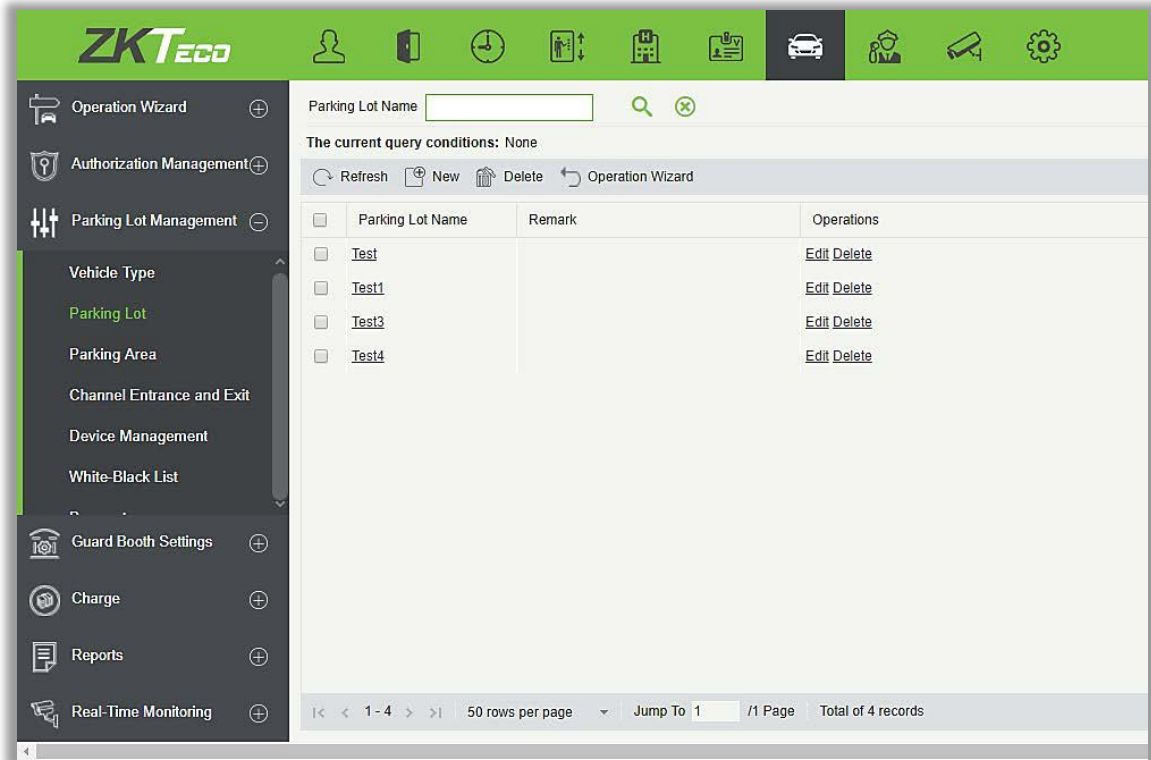 ZKTECO
Operation Wizard
Authorization Management
Parking Lot Management
Vehicle Type
Parking Lot
Parking Area
Channel Entrance and Exit
Device Management
White-Black List
Guard Booth Settings
Charge
Reports
Real-Time Monitoring
Parking Lot Name
The current query conditions: None
Refresh New Delete Operation Wizard
Parking Lot Name Remark Operations
Test Edit Delete
Test1 Edit Delete
Test3 Edit Delete
Test4 Edit Delete
|< < 1 - 4 > >| 50 rows per page Jump To 1 /1 Page Total of 4 records